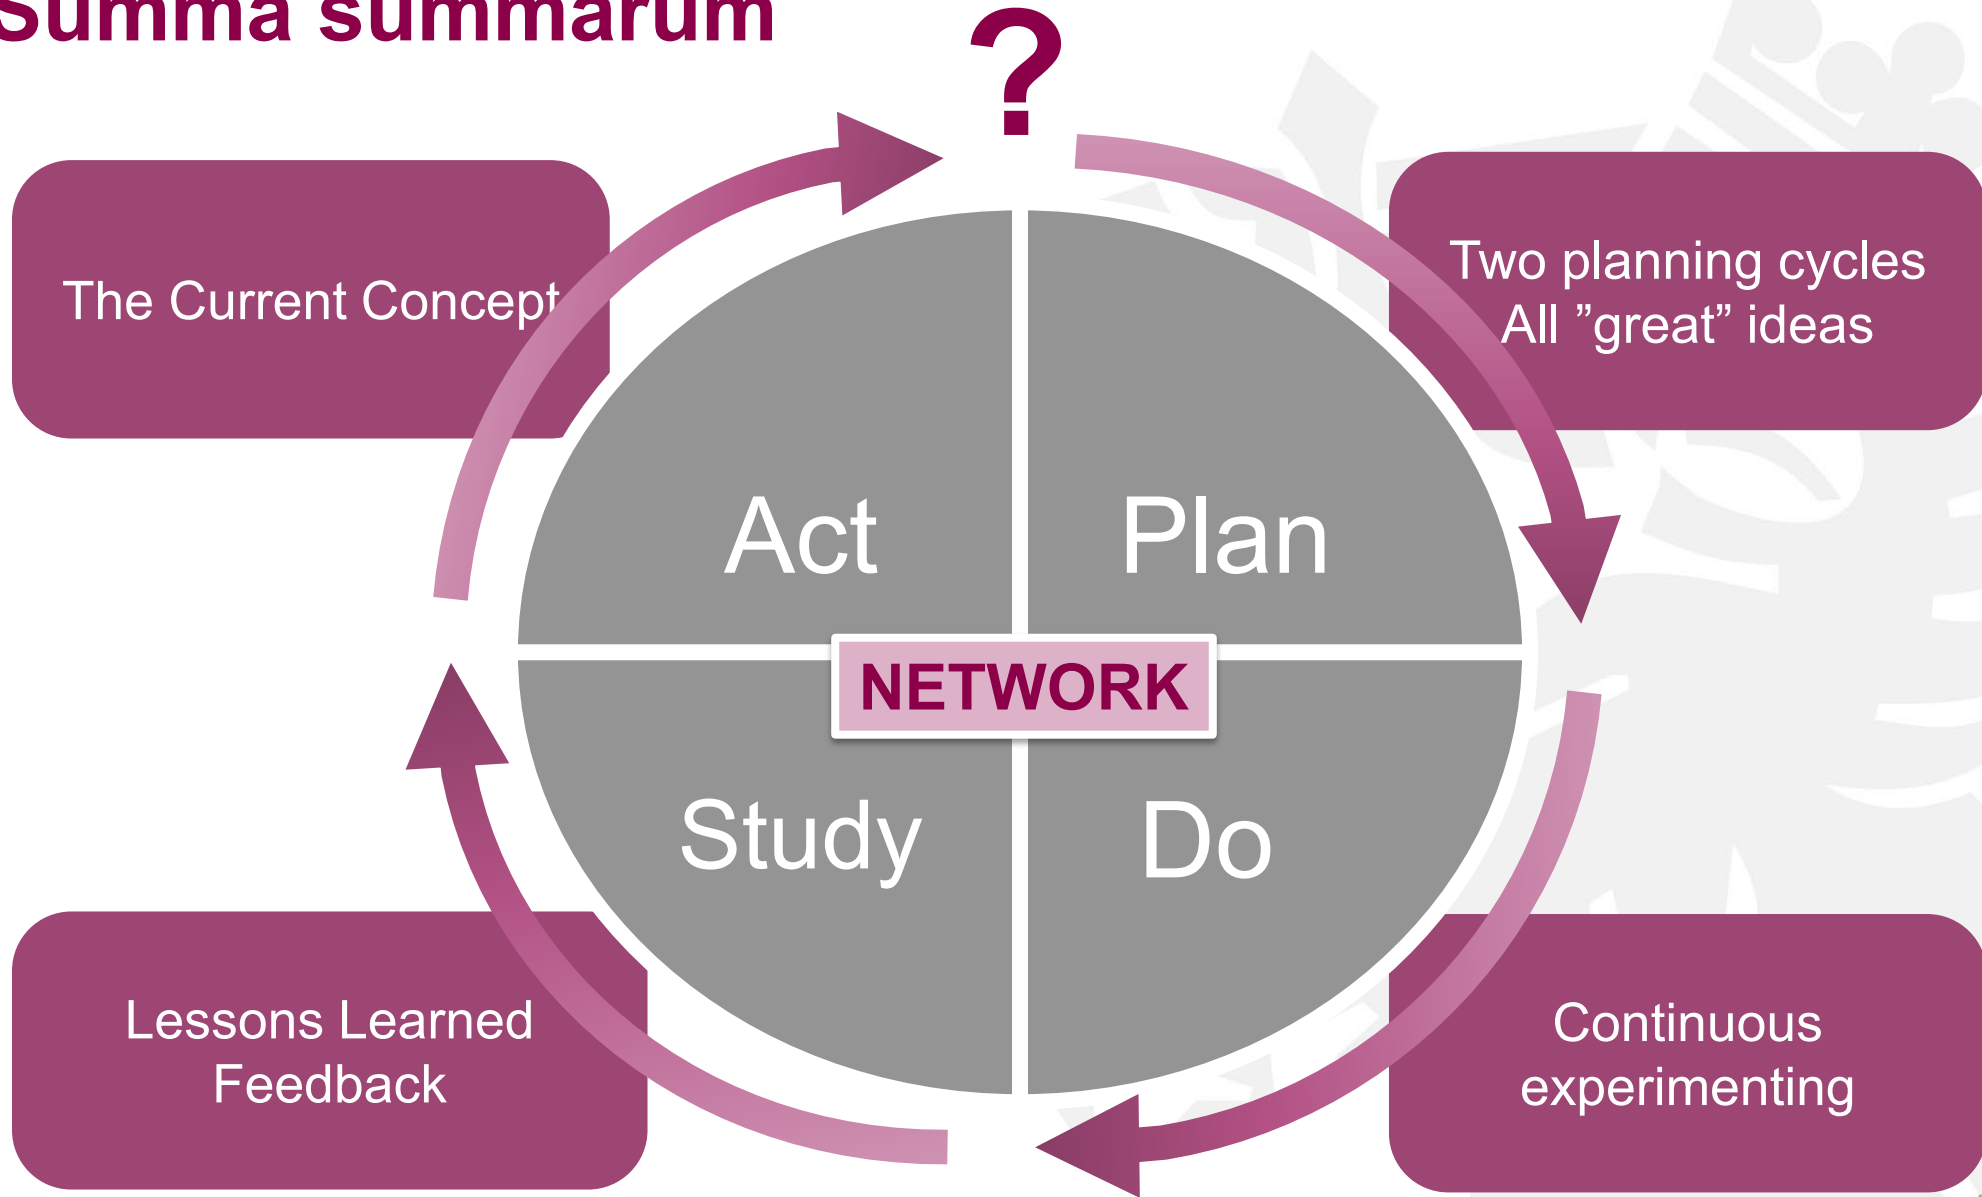 Summa summarum
?
The Current Concept
Two planning cycles
All ”great” ideas
Act
Plan
NETWORK
Study
Do
Lessons Learned
Feedback
Continuous
experimenting